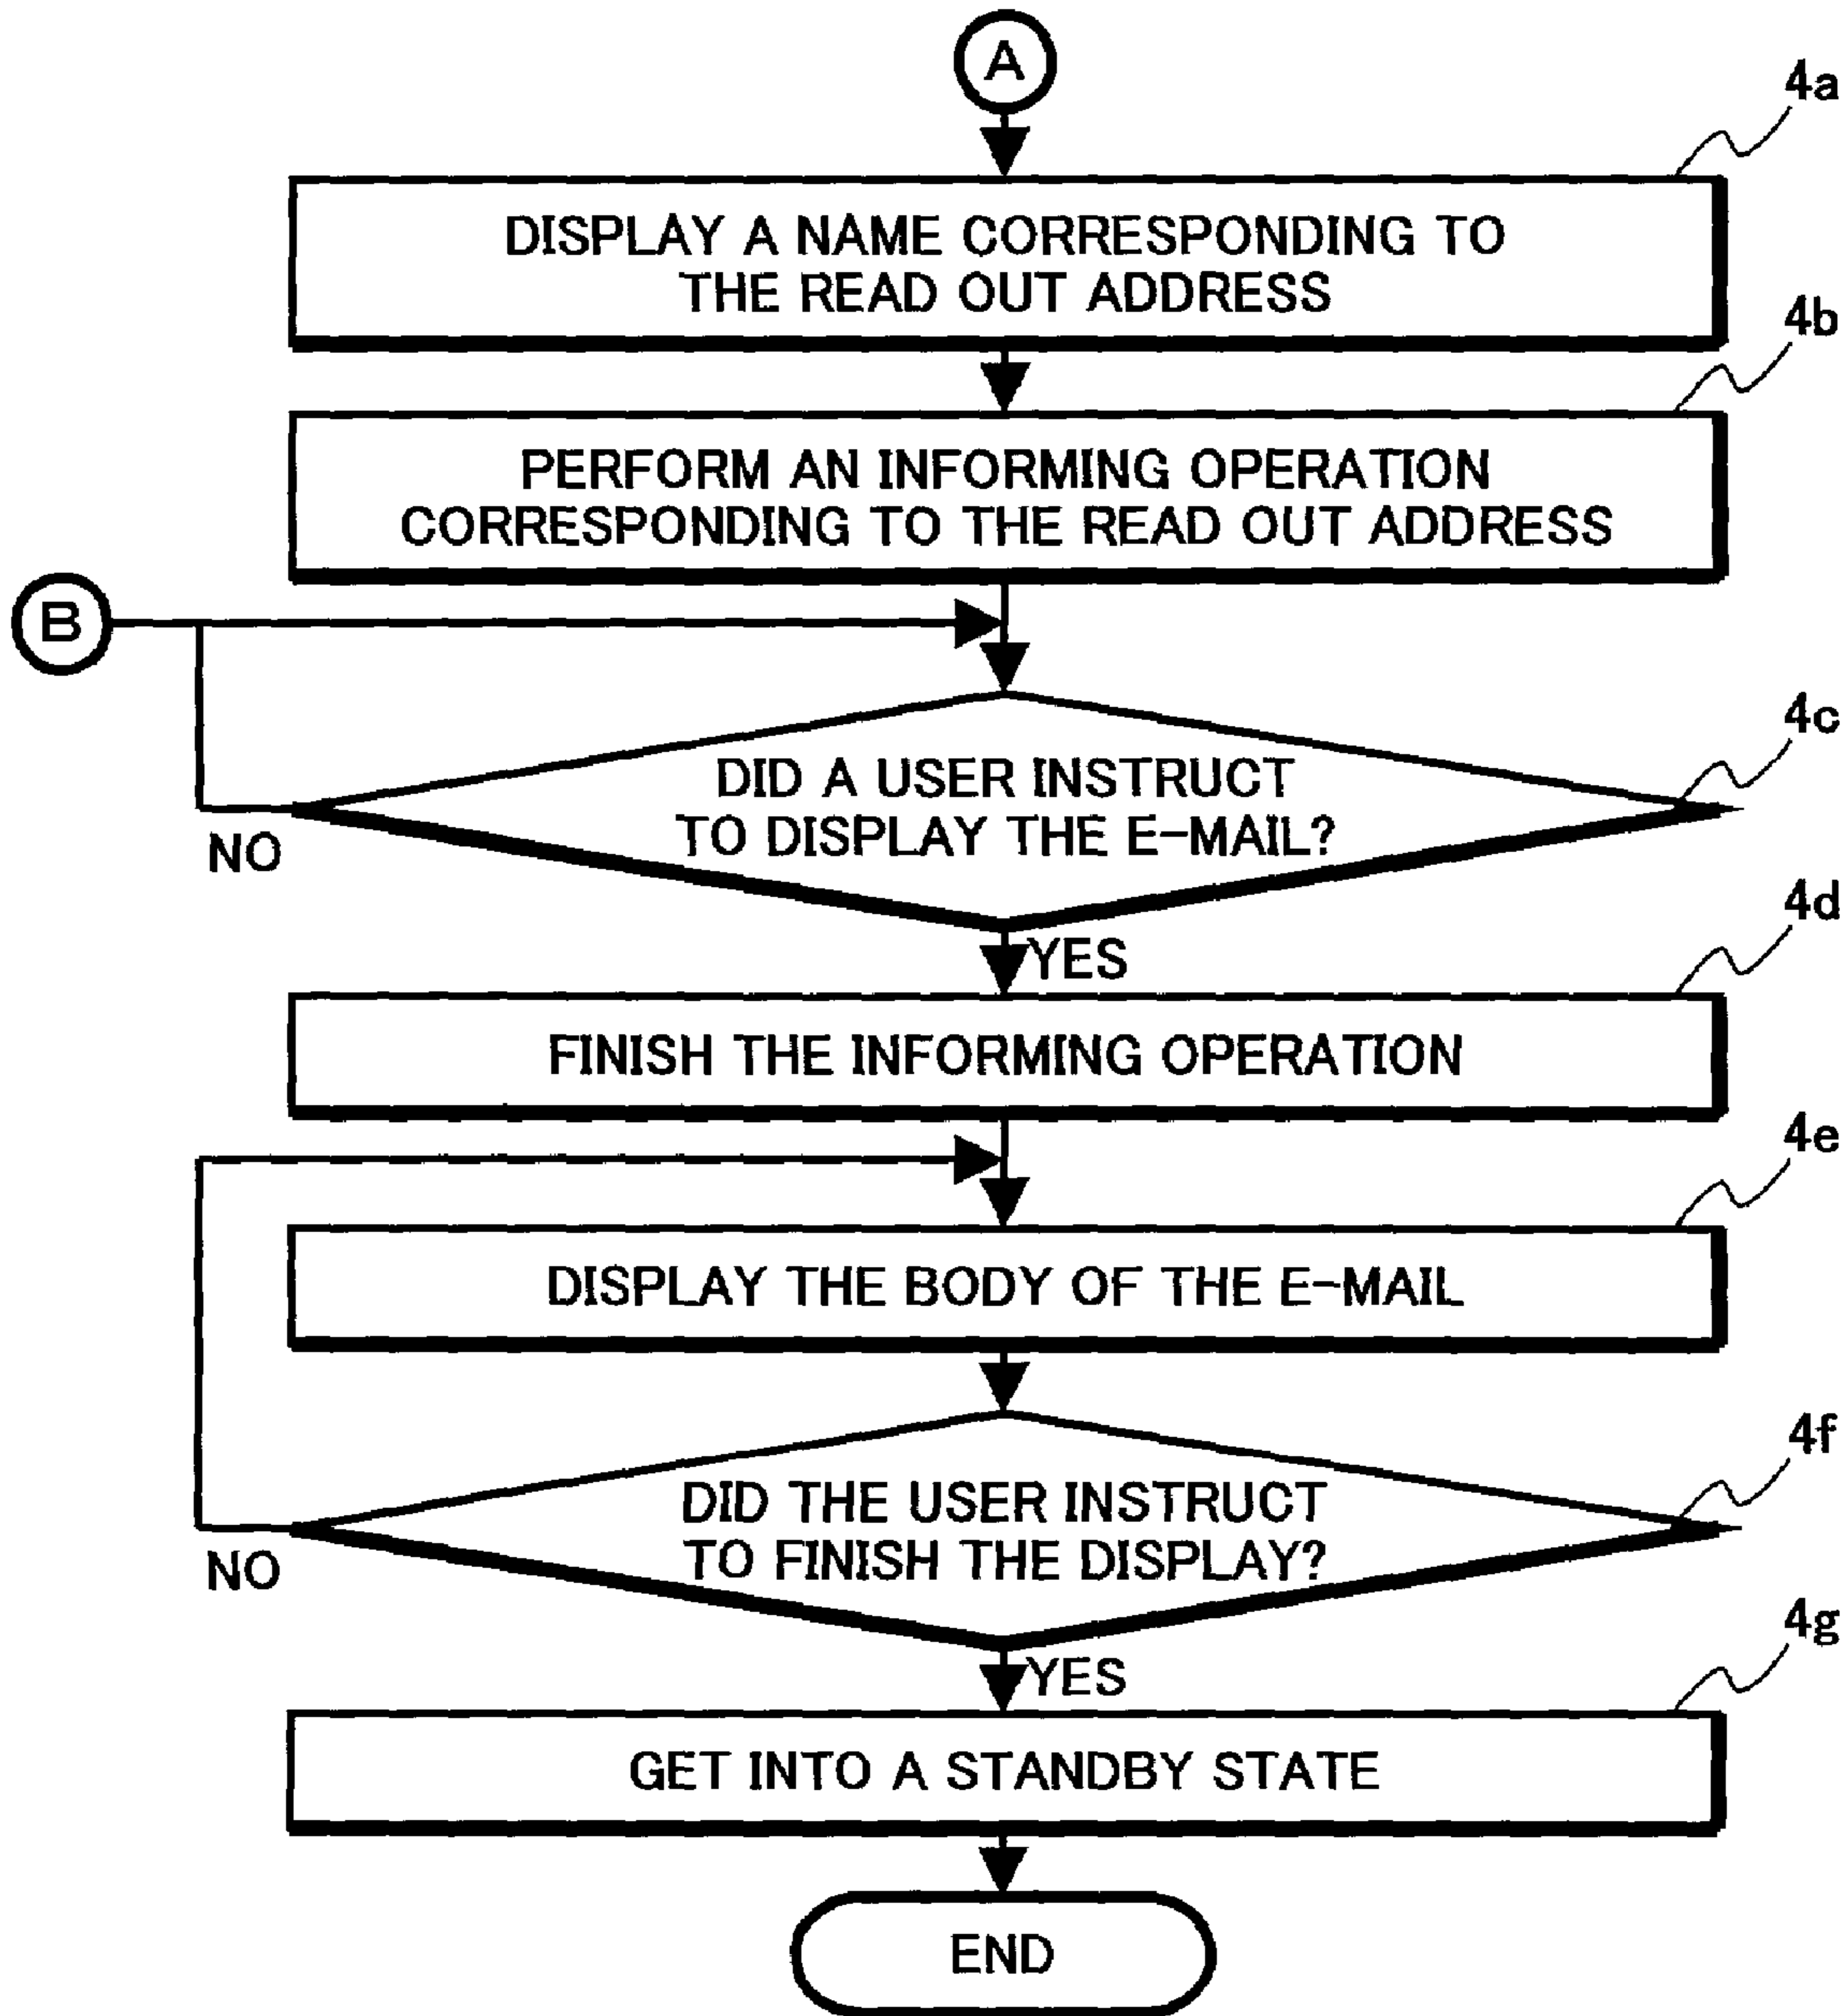 A
4a
DISPLAY A NAME CORRESPONDING TO
THE READ OUT ADDRESS
4b
PERFORM AN INFORMING OPERATION
CORRESPONDING TO THE READ OUT ADDRESS
B
4c
DID A USER INSTRUCT
TO DISPLAY THE E-MAIL?
NO
4d
YES
FINISH THE INFORMING OPERATION
4e
DISPLAY THE BODY OF THE E-MAIL
4f
DID THE USER INSTRUCT
TO FINISH THE DISPLAY?
NO
4g
YES
GET INTO A STANDBY STATE
END